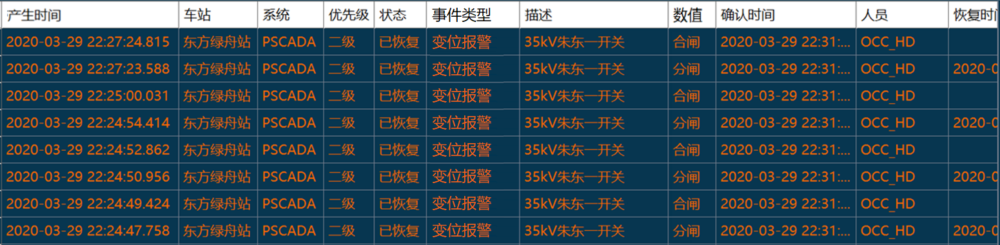 产生时间 车站 系统 优先级 状态 事件类型 描述 数值 确认时间 人员 恢复时
2020-03-29 22:27:24.815 东方绿舟站 PSCADA 二级 已恢复 变位报警 35kV朱东一开关 合闸 2020-03-29 22:31:... OCC_HD
2020-03-29 22:27:23.588 东方绿舟站 PSCADA 二级 已恢复 变位报警 35kV朱东一开关 分闸 2020-03-29 22:31:... OCC_HD 2020-0
2020-03-29 22:25:00.031 东方绿舟站 PSCADA 二级 已恢复 变位报警 35kV朱东一开关 合闸 2020-03-29 22:31:... OCC_HD
2020-03-29 22:24:54.414 东方绿舟站 PSCADA 二级 已恢复 变位报警 35kV朱东一开关 分闸 2020-03-29 22:31:... OCC_HD 2020-0
2020-03-29 22:24:52.862 东方绿舟站 PSCADA 二级 已恢复 变位报警 35kV朱东一开关 合闸 2020-03-29 22:31:... OCC_HD
2020-03-29 22:24:50.956 东方绿舟站 PSCADA 二级 已恢复 变位报警 35kV朱东一开关 分闸 2020-03-29 22:31:... OCC_HD 2020-0
2020-03-29 22:24:49.424 东方绿舟站 PSCADA 二级 已恢复 变位报警 35kV朱东一开关 合闸 2020-03-29 22:31:... OCC_HD
2020-03-29 22:24:47.758 东方绿舟站 PSCADA 二级 已恢复 变位报警 35kV朱东一开关 分闸 2020-03-29 22:31:... OCC_HD 2020-0